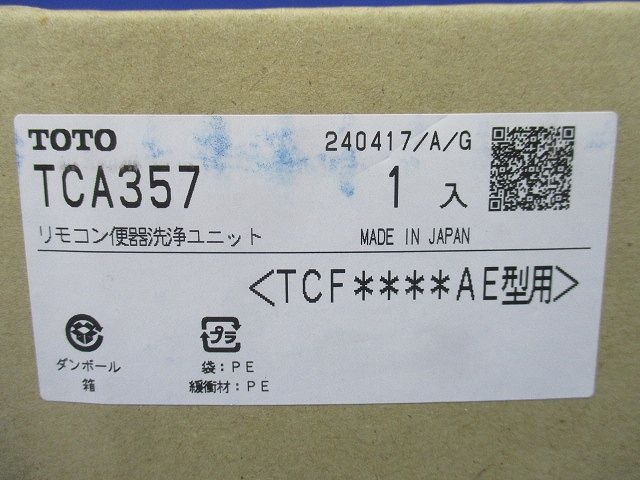 TOTO 240417/A/G
TCA357 1入
リモコン便器洗浄ユニット MADE IN JAPAN
<TCF****AE型用>
ダンボール
箱
プラ
袋:PE
緩衝材:PE